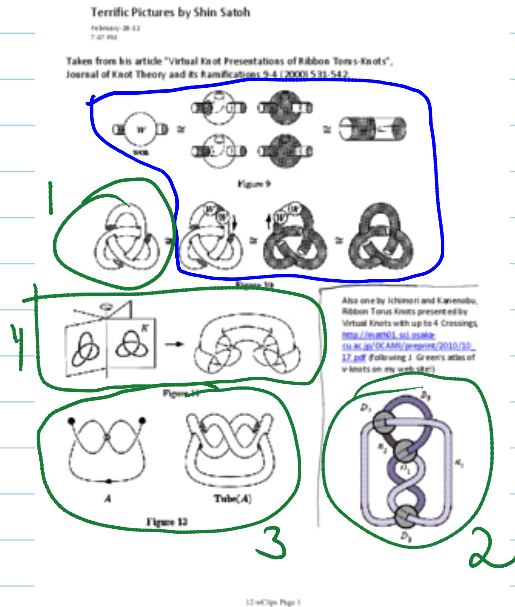 Terrific Pictures by Shin Satoh
February-28-12
7:47 PM
Taken from his article "Virtual Knot Presentations of Ribbon Torus-Knots",
Journal of Knot Theory and its Ramifications 9-4 (2000) 531-542.
W
≅
≅
Figure 9
1
≅
W
W
≅
W
W
≅
Figure 10
4
K
Figure 11
Also one by Ichimori and Kanenobu,
Ribbon Torus Knots presented by
Virtual Knots with up to 4 Crossings,
http://math01.sci.osaka-
cu.ac.jp/OCAMI/preprint/2010/10_
17.pdf (following J. Green's atlas of
v-knots on my web site!)
A
Tube(A)
Figure 13
3
D₃
2
12-wClips Page 1